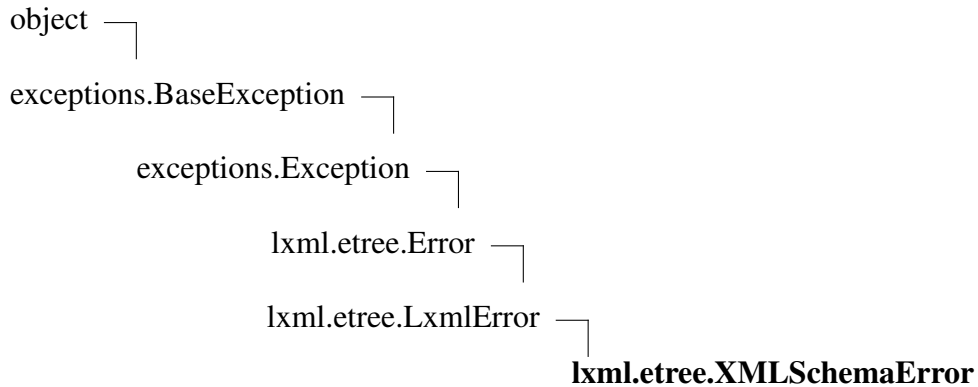 object
exceptions.BaseException
exceptions.Exception
lxml.etree.Error
lxml.etree.LxmlError
lxml.etree.XMLSchemaError